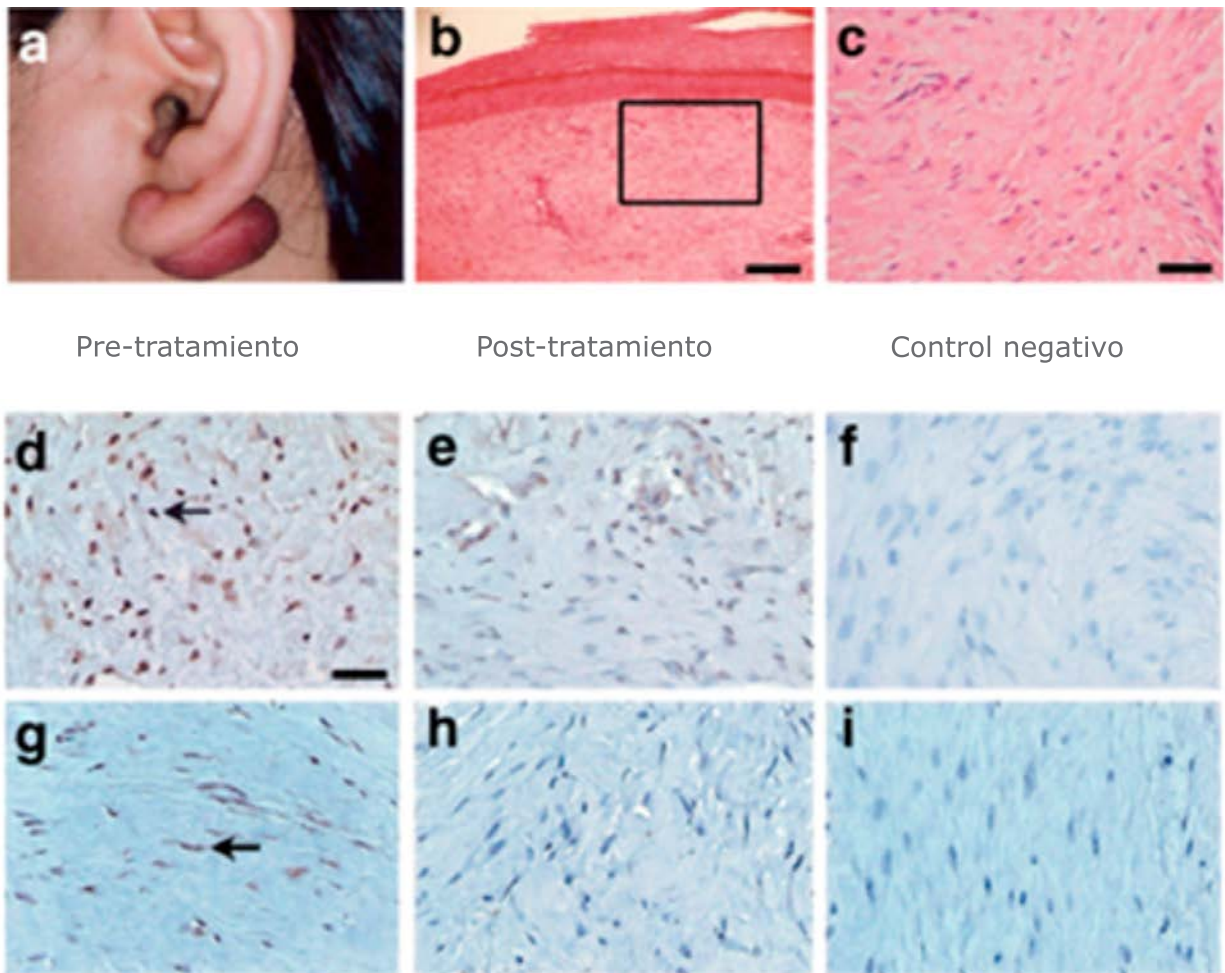 a b c
Pre-tratamiento Post-tratamiento Control negativo
d e f
g h i